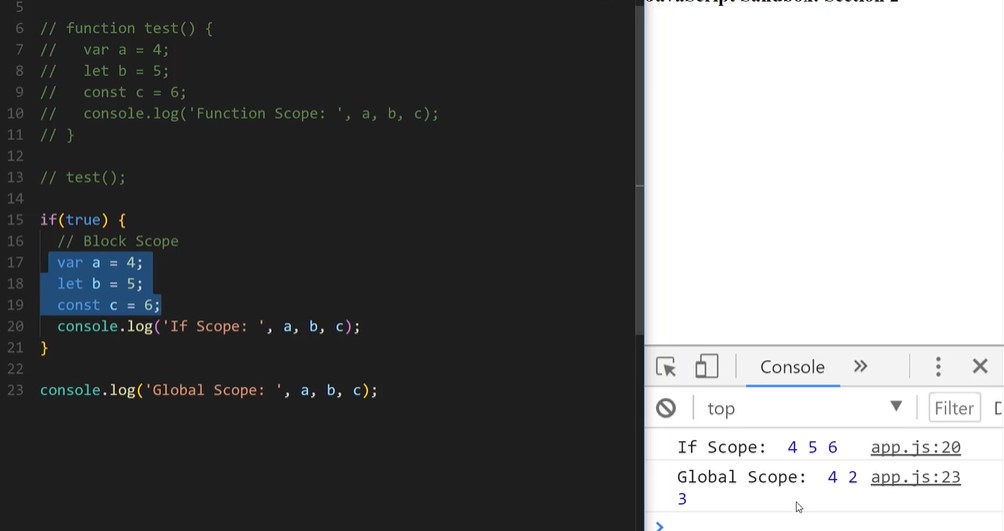 5
6 // function test() {
7 //   var a = 4;
8 //   let b = 5;
9 //   const c = 6;
10 //   console.log('Function Scope: ', a, b, c);
11 // }
12
13 // test();
14
15 if(true) {
16   // Block Scope
17   var a = 4;
18   let b = 5;
19   const c = 6;
20   console.log('If Scope: ', a, b, c);
21 }
22
23 console.log('Global Scope: ', a, b, c);
Console
top
Filter
If Scope:  4 5 6 app.js:20
Global Scope:  4 2 app.js:23
3